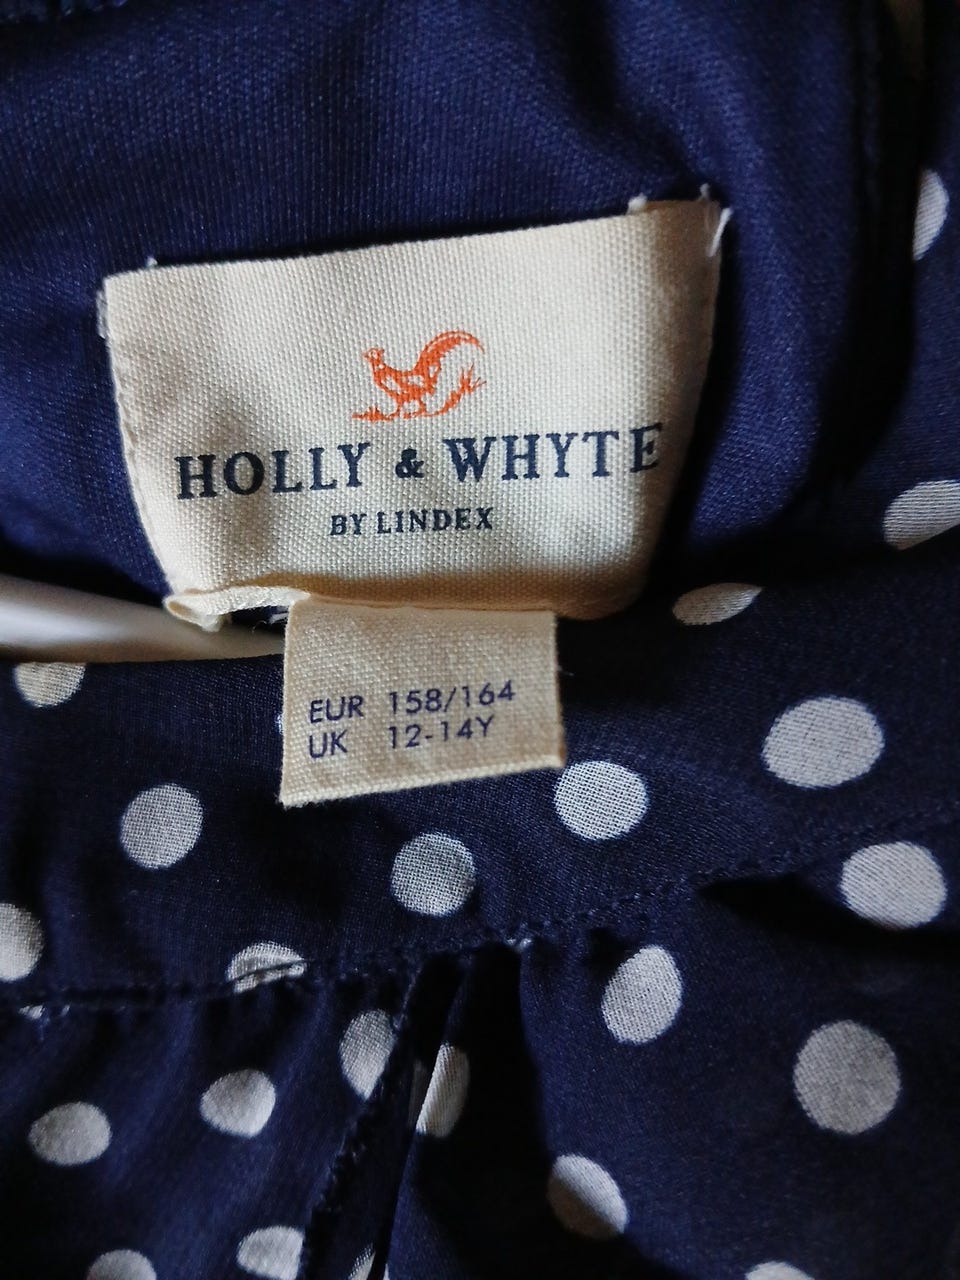 HOLLY & WHYTE
BY LINDEX
EUR 158/164
UK 12-14Y